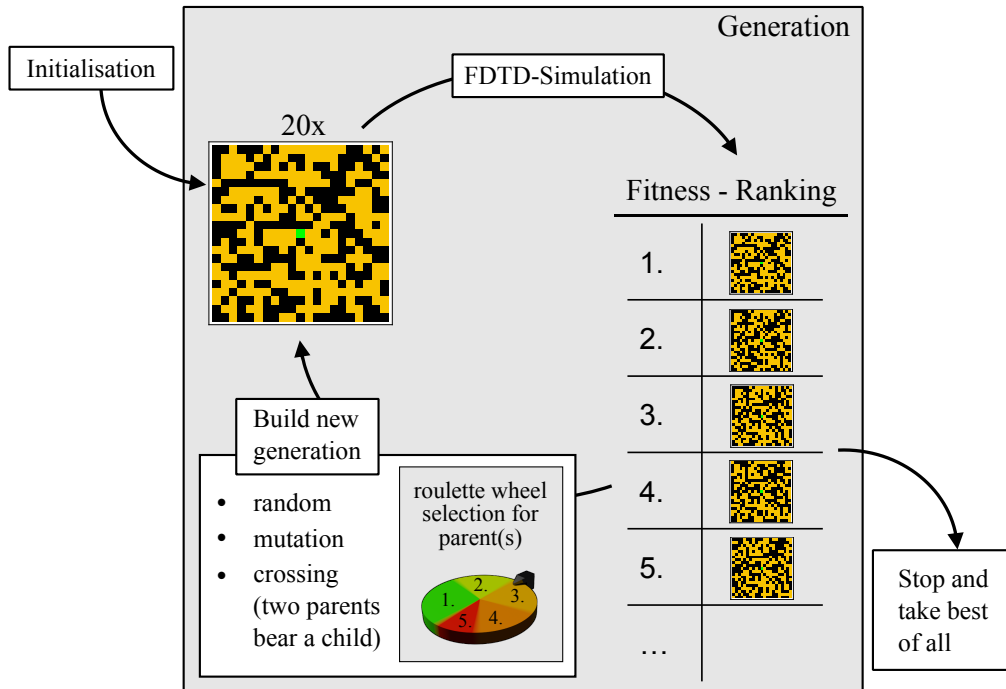 Generation
Initialisation
FDTD-Simulation
20x
Fitness - Ranking
1.
2.
3.
4.
5.
...
Build new
generation
• random
• mutation
• crossing
(two parents
bear a child)
roulette wheel
selection for
parent(s)
1.
2.
3.
4.
5.
Stop and
take best
of all